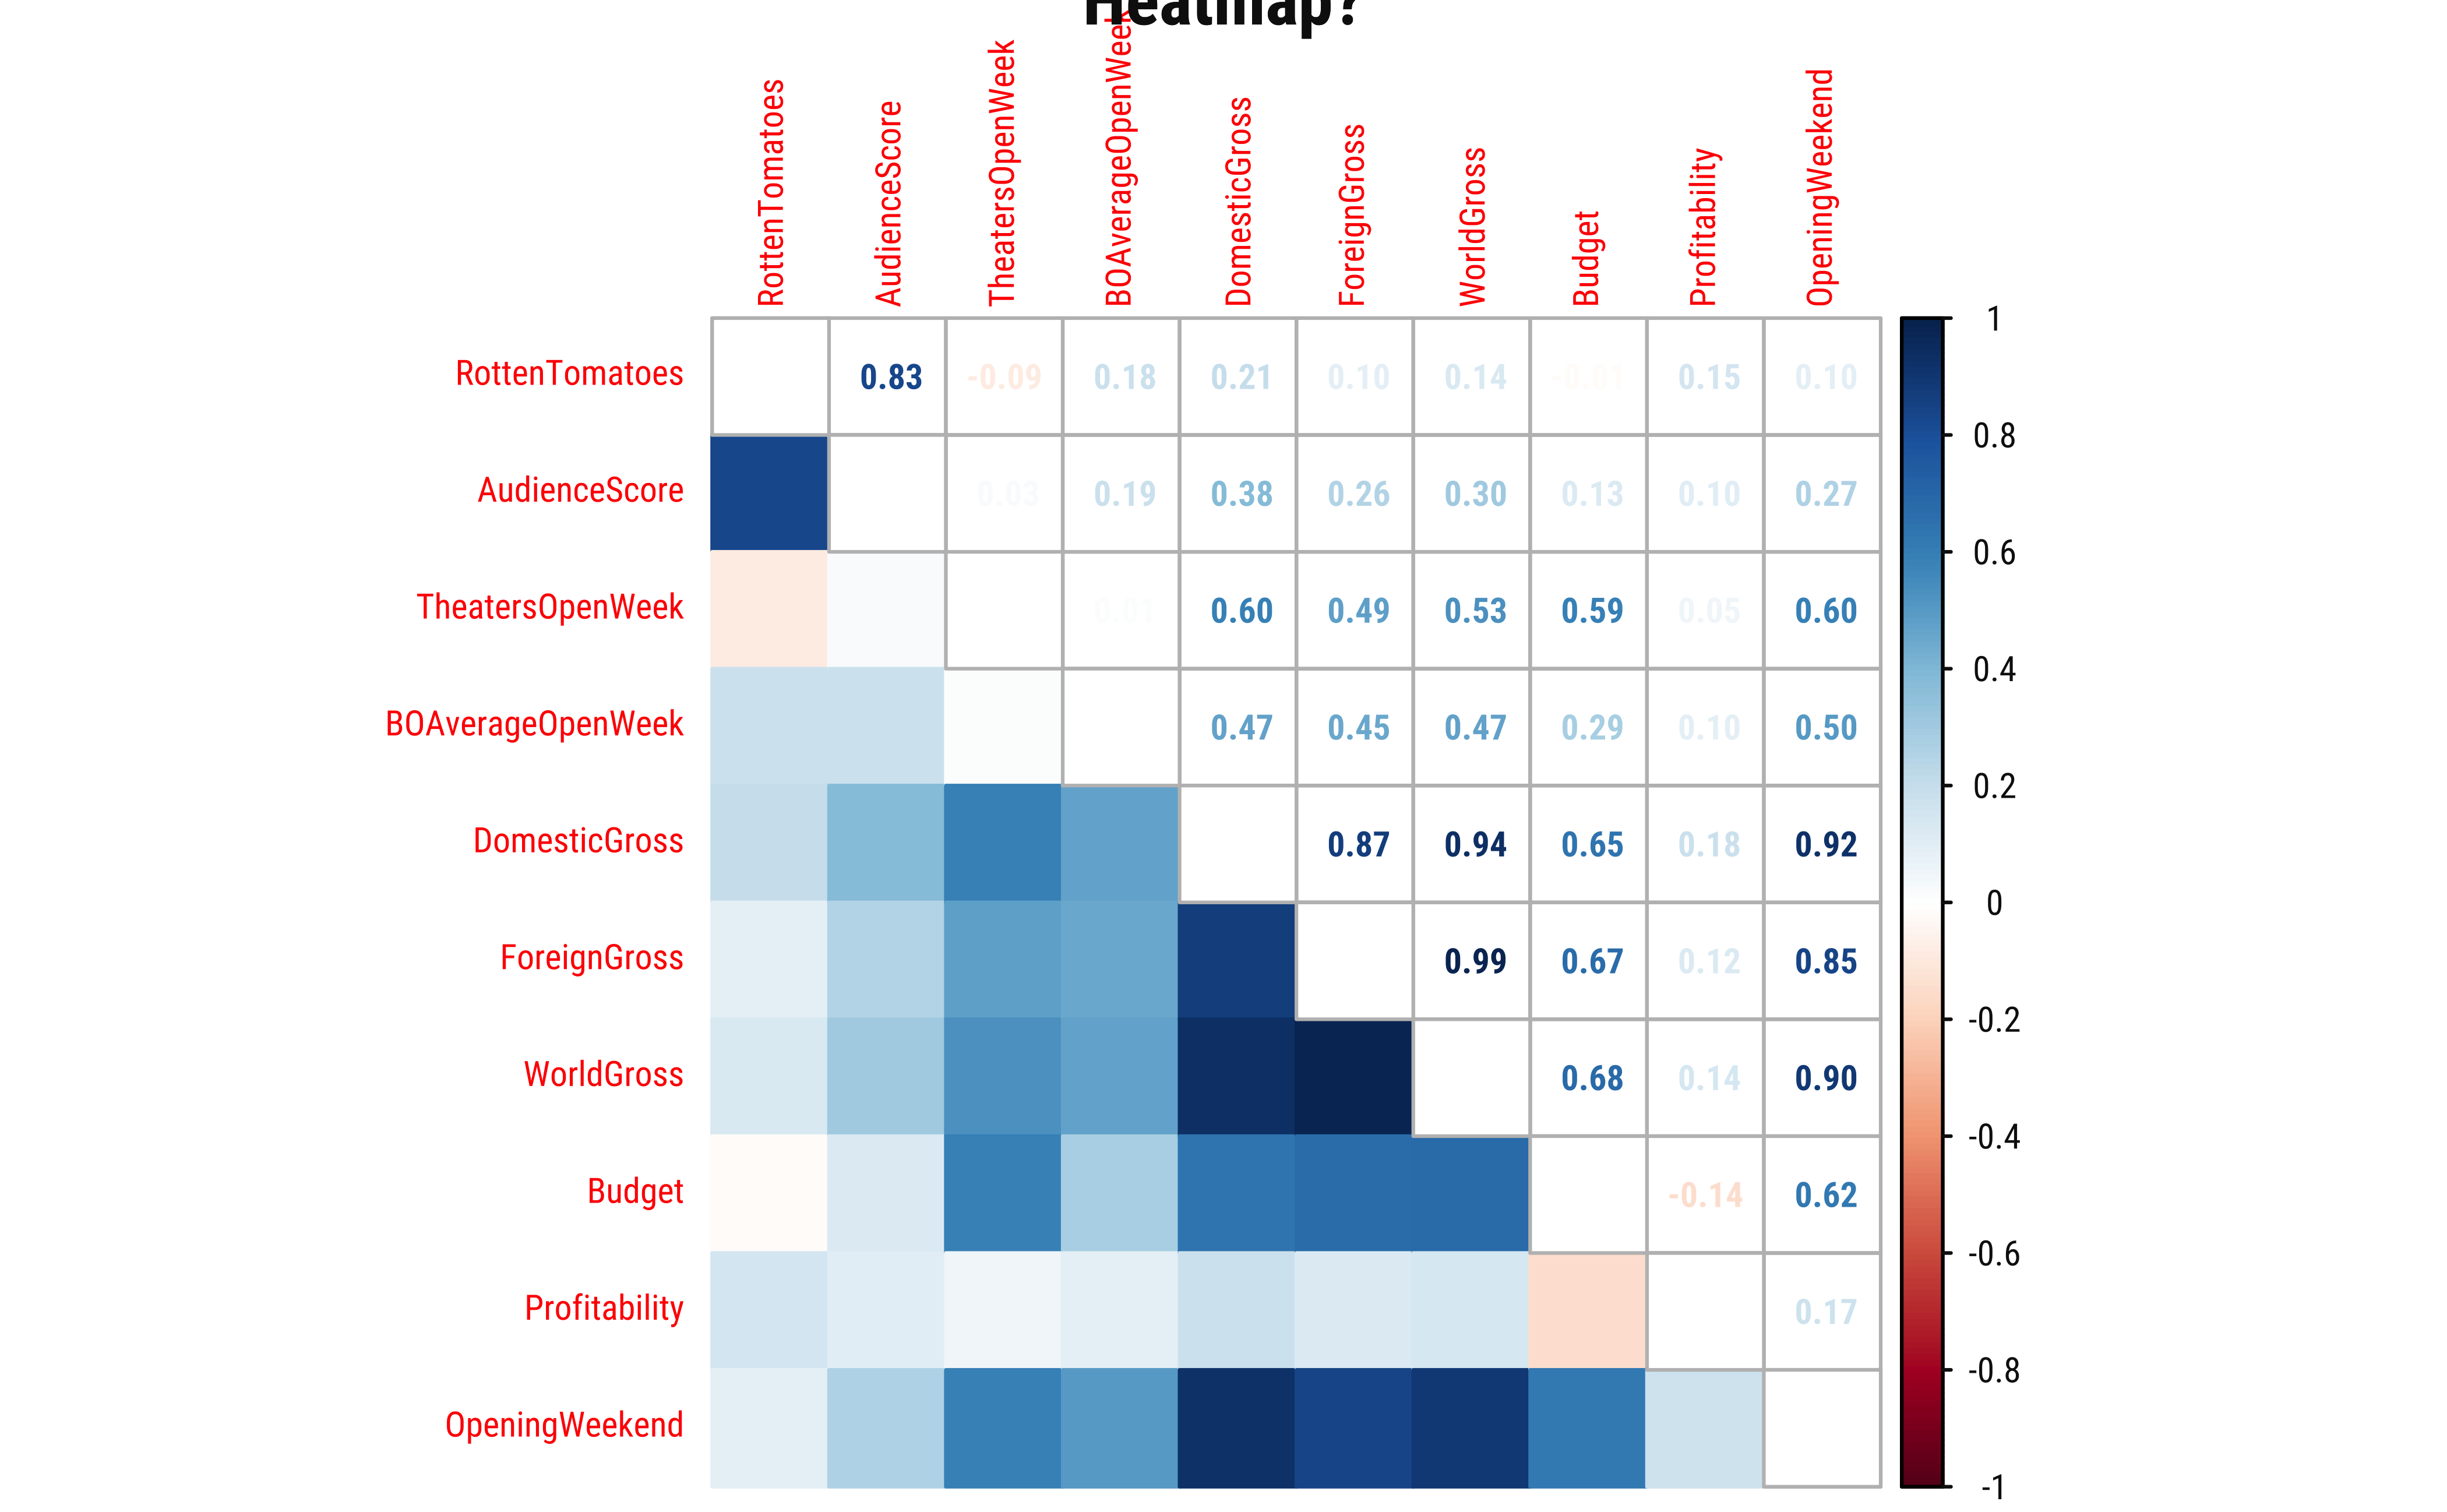 Heatmap?
RottenTomatoes
AudienceScore
TheatersOpenWeek
BOAverageOpenWeek
DomesticGross
ForeignGross
WorldGross
Budget
Profitability
OpeningWeekend
RottenTomatoes 0.83 -0.09 0.18 0.21 0.10 0.14 -0.01 0.15 0.10
AudienceScore 0.03 0.19 0.38 0.26 0.30 0.13 0.10 0.27
TheatersOpenWeek 0.01 0.60 0.49 0.53 0.59 0.05 0.60
BOAverageOpenWeek 0.47 0.45 0.47 0.29 0.10 0.50
DomesticGross 0.87 0.94 0.65 0.18 0.92
ForeignGross 0.99 0.67 0.12 0.85
WorldGross 0.68 0.14 0.90
Budget -0.14 0.62
Profitability 0.17
OpeningWeekend
1
0.8
0.6
0.4
0.2
0
-0.2
-0.4
-0.6
-0.8
-1